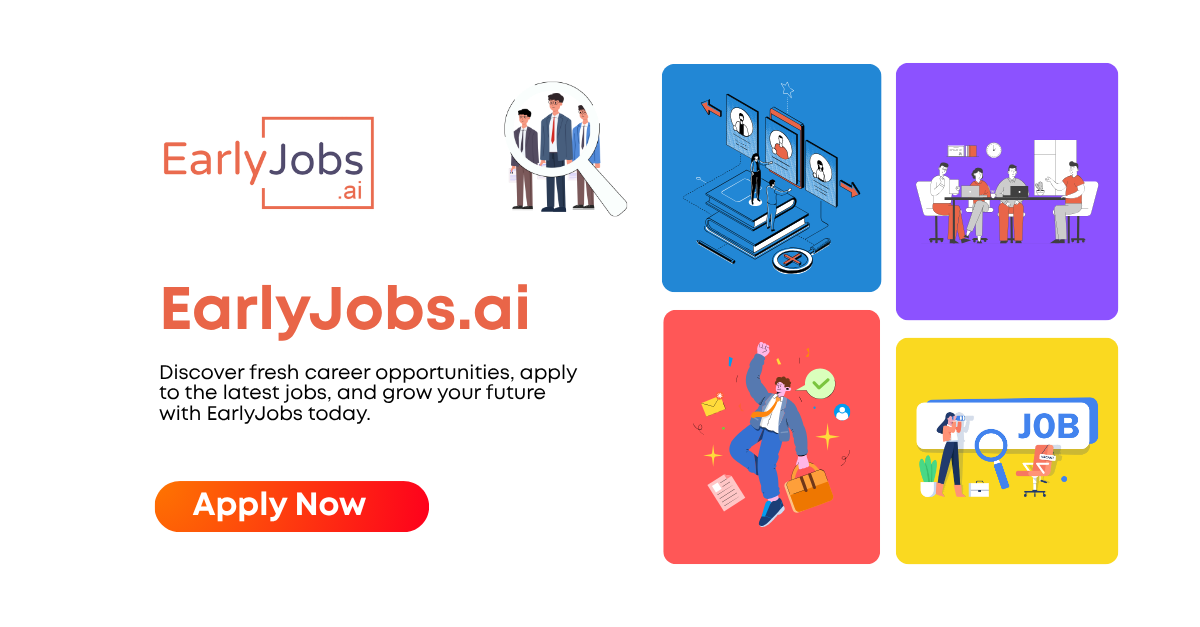 EarlyJobs
.ai
EarlyJobs.ai
Discover fresh career opportunities, apply
to the latest jobs, and grow your future
with EarlyJobs today.
Apply Now
JOB
VACANT